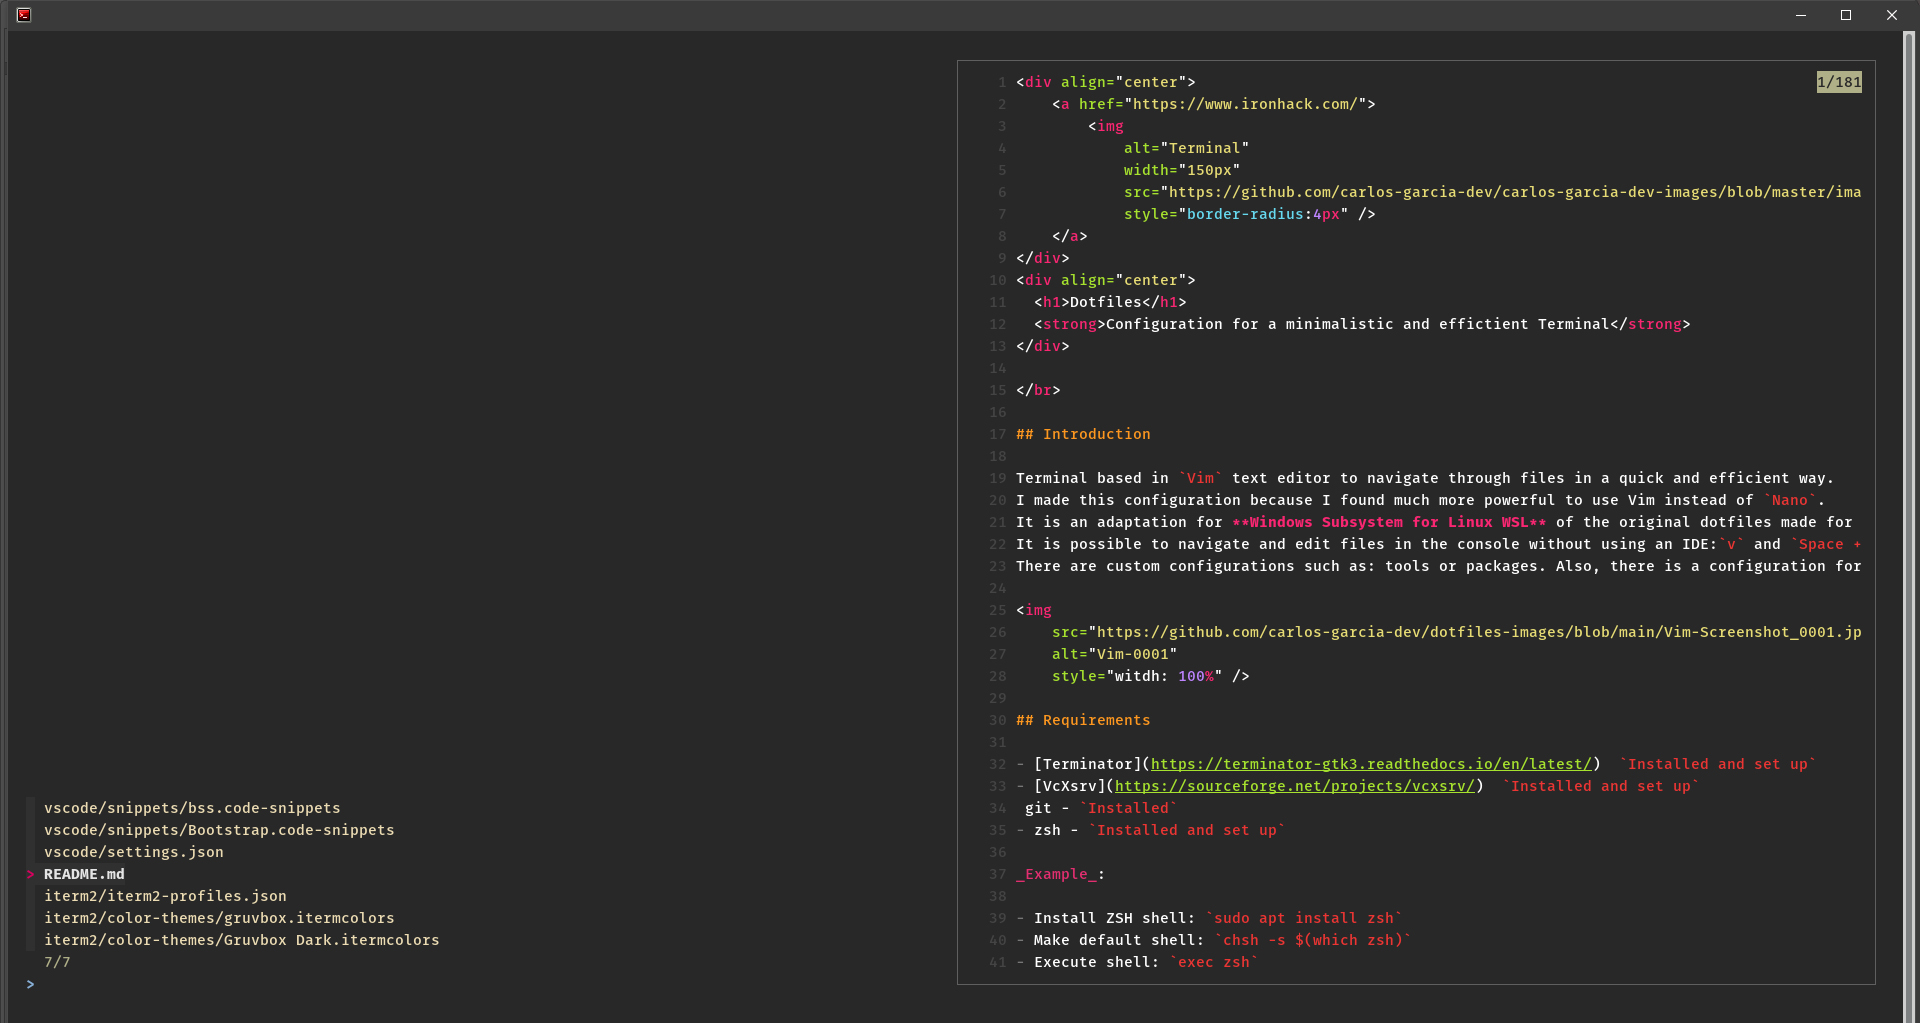 vscode/snippets/bss.code-snippets
vscode/snippets/Bootstrap.code-snippets
vscode/settings.json
> README.md
iterm2/iterm2-profiles.json
iterm2/color-themes/gruvbox.itermcolors
iterm2/color-themes/Gruvbox Dark.itermcolors
7/7
>
1/181
1 <div align="center">
2     <a href="https://www.ironhack.com/">
3         <img
4             alt="Terminal"
5             width="150px"
6             src="https://github.com/carlos-garcia-dev/carlos-garcia-dev-images/blob/master/ima
7             style="border-radius:4px" />
8     </a>
9 </div>
10 <div align="center">
11   <h1>Dotfiles</h1>
12   <strong>Configuration for a minimalistic and effictient Terminal</strong>
13 </div>
14
15 </br>
16
17 ## Introduction
18
19 Terminal based in `Vim` text editor to navigate through files in a quick and efficient way.
20 I made this configuration because I found much more powerful to use Vim instead of `Nano`.
21 It is an adaptation for **Windows Subsystem for Linux WSL** of the original dotfiles made for
22 It is possible to navigate and edit files in the console without using an IDE:`v` and `Space +
23 There are custom configurations such as: tools or packages. Also, there is a configuration for
24
25 <img
26     src="https://github.com/carlos-garcia-dev/dotfiles-images/blob/main/Vim-Screenshot_0001.jp
27     alt="Vim-0001"
28     style="witdh: 100%" />
29
30 ## Requirements
31
32 - [Terminator](https://terminator-gtk3.readthedocs.io/en/latest/)  `Installed and set up`
33 - [VcXsrv](https://sourceforge.net/projects/vcxsrv/)  `Installed and set up`
34  git - `Installed`
35 - zsh - `Installed and set up`
36
37 _Example_:
38
39 - Install ZSH shell: `sudo apt install zsh`
40 - Make default shell: `chsh -s $(which zsh)`
41 - Execute shell: `exec zsh`